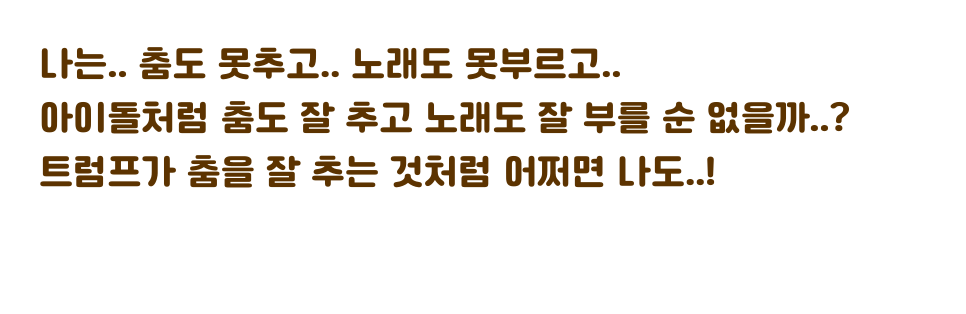 나는.. 춤도 못추고.. 노래도 못부르고..
아이돌처럼 춤도 잘 추고 노래도 잘 부를 순 없을까..?
트럼프가 춤을 잘 추는 것처럼 어쩌면 나도..!